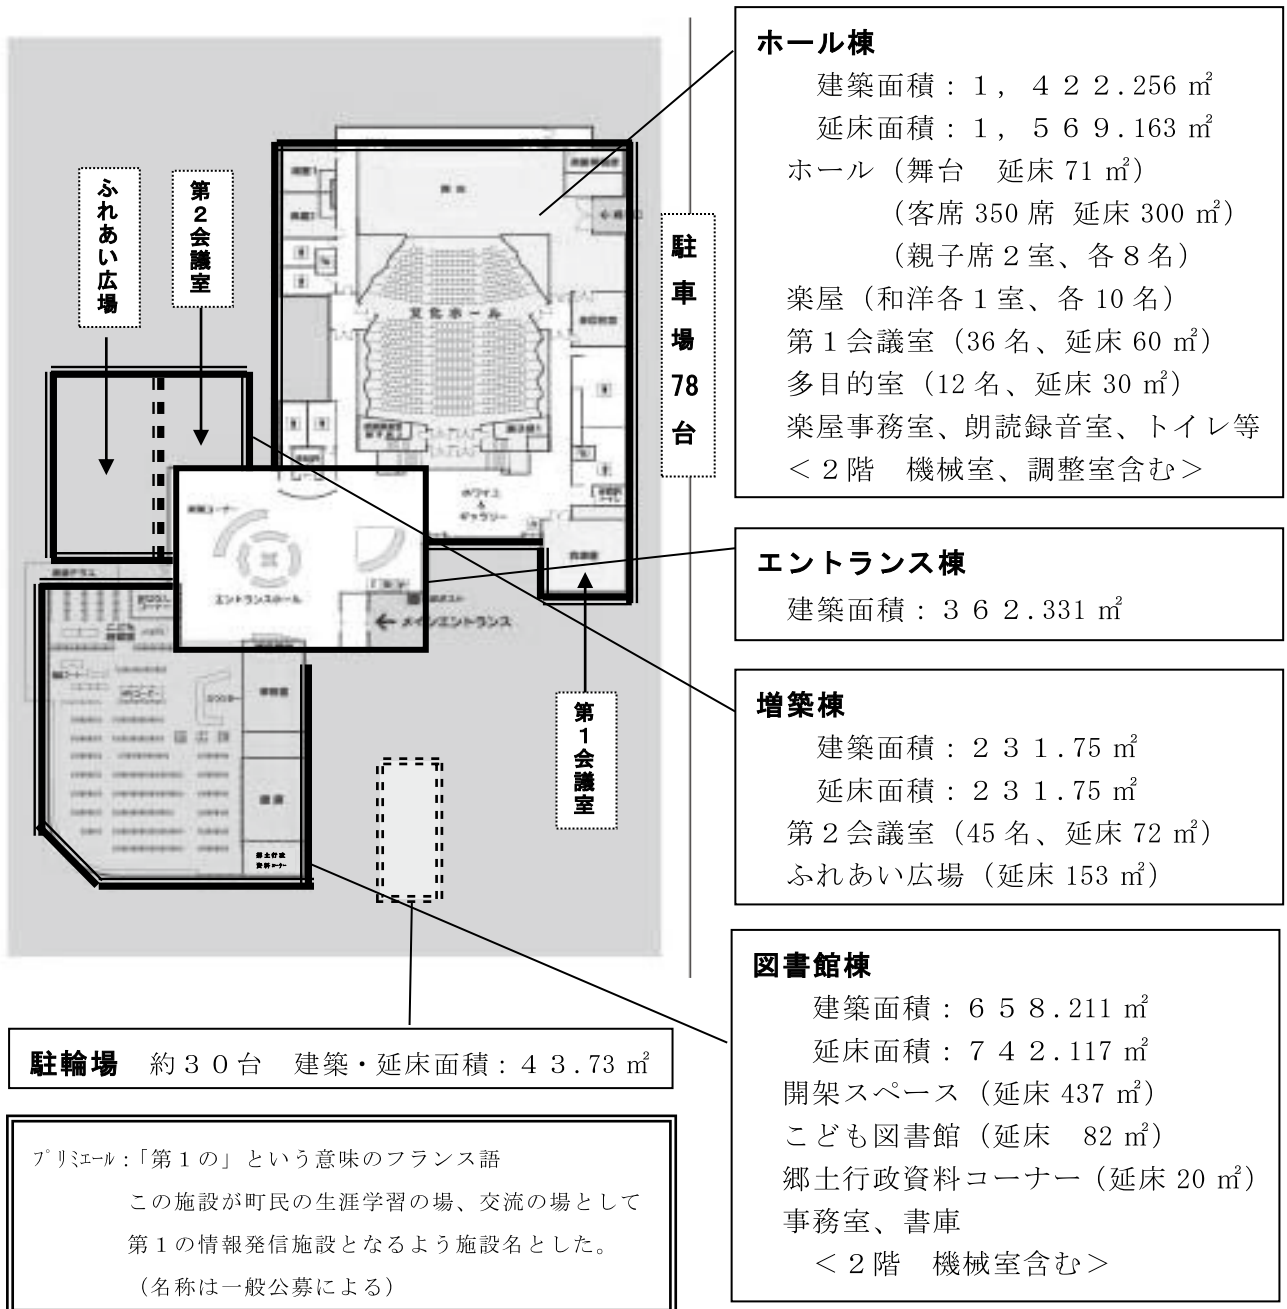 ホール棟
建築面積：１，４２２.256 ㎡
延床面積：１，５６９.163 ㎡
ホール（舞台　延床 71 ㎡）
（客席 350 席 延床 300 ㎡）
（親子席２室、各８名）
楽屋（和洋各１室、各 10 名）
第１会議室（36 名、延床 60 ㎡）
多目的室（12 名、延床 30 ㎡）
楽屋事務室、朗読録音室、トイレ等
＜２階　機械室、調整室含む＞
エントランス棟
建築面積：３６２.331 ㎡
増築棟
建築面積：２３１.75 ㎡
延床面積：２３１.75 ㎡
第２会議室（45 名、延床 72 ㎡）
ふれあい広場（延床 153 ㎡）
図書館棟
建築面積：６５８.211 ㎡
延床面積：７４２.117 ㎡
開架スペース（延床 437 ㎡）
こども図書館（延床　82 ㎡）
郷土行政資料コーナー（延床 20 ㎡）
事務室、書庫
＜２階　機械室含む＞
ふれあい広場
第２会議室
駐車場 78 台
第１会議室
舞台
文化ホール
ホワイエ
&
ギャラリー
エントランスホール
メインエントランス
郷土行政
資料コーナー
駐輪場　約３０台　建築・延床面積：４３.73 ㎡
プリミエール：「第１の」という意味のフランス語
この施設が町民の生涯学習の場、交流の場として
第１の情報発信施設となるよう施設名とした。
（名称は一般公募による）